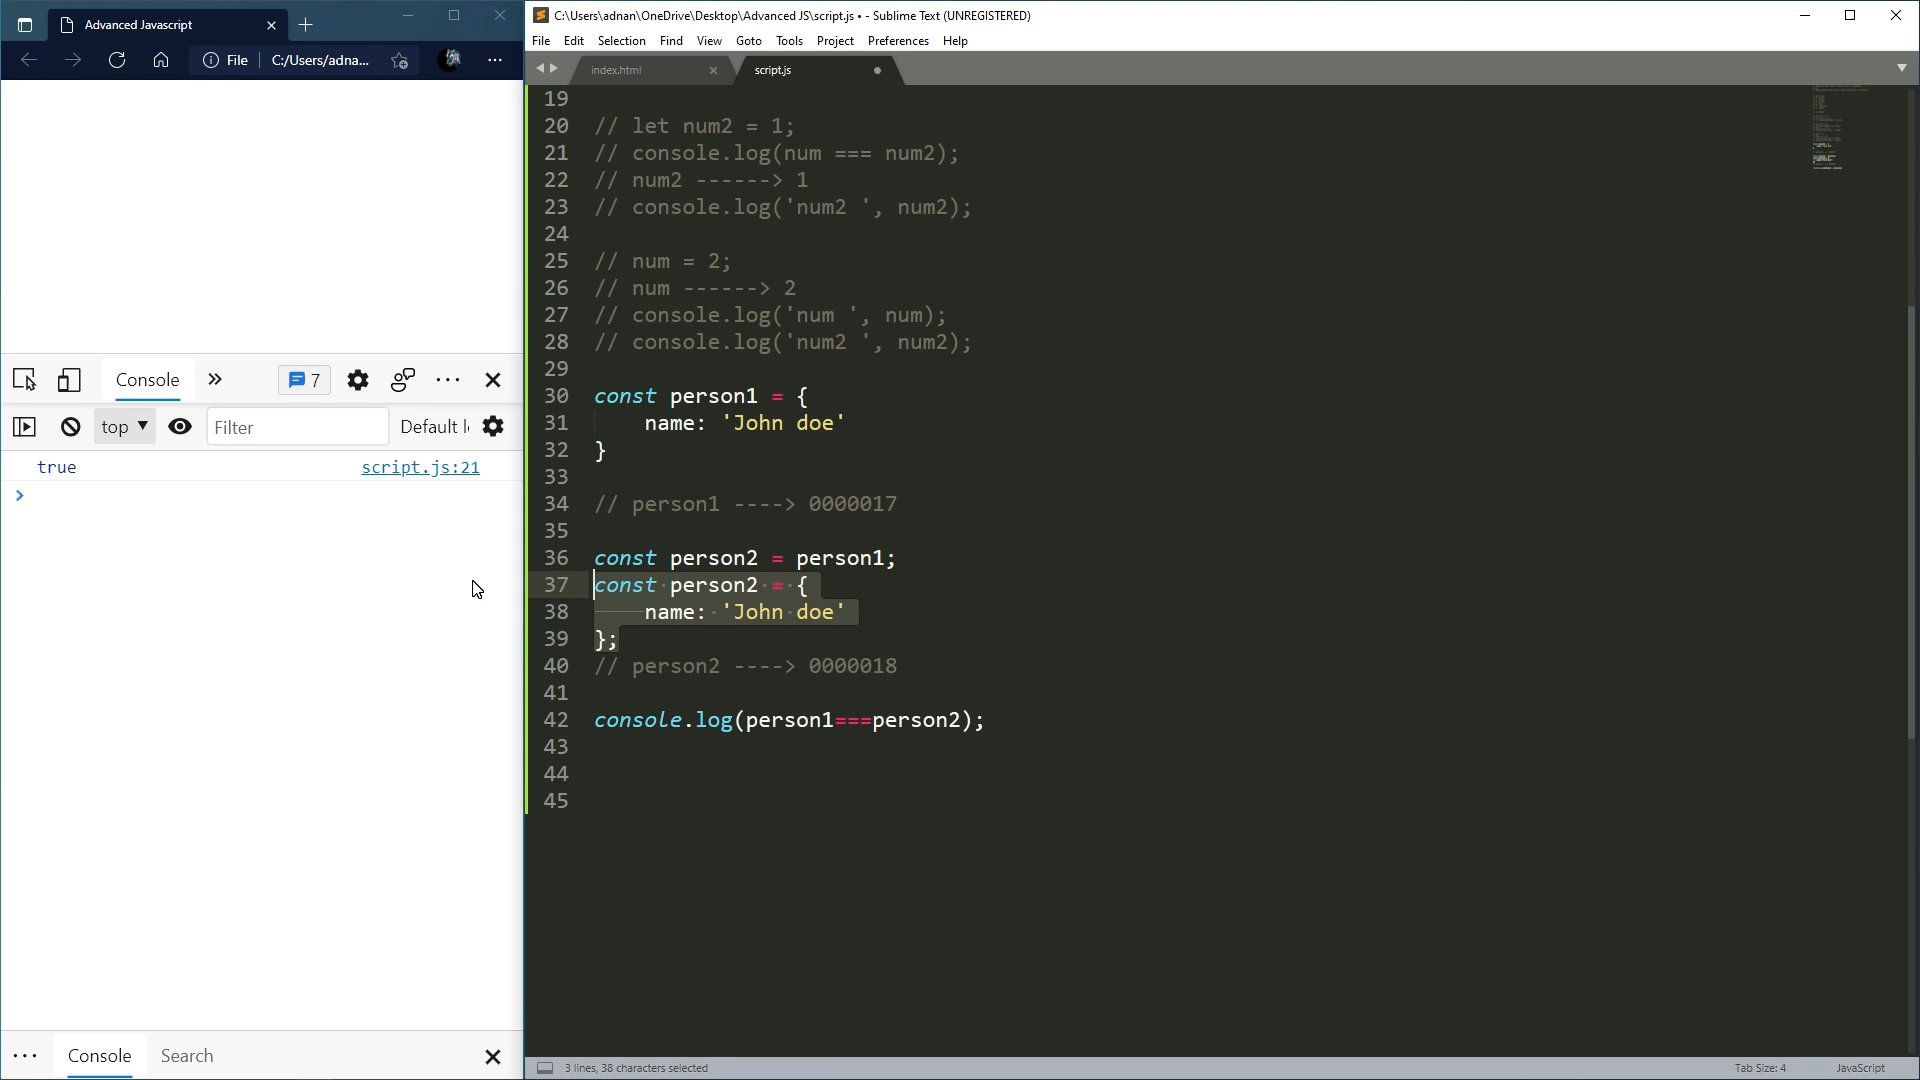 Advanced Javascript
File
C:/Users/adna...
Console
7
top
Filter
Default l
true
script.js:21
>
Console
Search
C:\Users\adnan\OneDrive\Desktop\Advanced JS\script.js • - Sublime Text (UNREGISTERED)
File Edit Selection Find View Goto Tools Project Preferences Help
index.html
script.js
19
20 // let num2 = 1;
21 // console.log(num === num2);
22 // num2 ------> 1
23 // console.log('num2 ', num2);
24
25 // num = 2;
26 // num ------> 2
27 // console.log('num ', num);
28 // console.log('num2 ', num2);
29
30 const person1 = {
31 name: 'John doe'
32 }
33
34 // person1 ----> 0000017
35
36 const person2 = person1;
37 const person2 = {
38 name: 'John doe'
39 };
40 // person2 ----> 0000018
41
42 console.log(person1===person2);
43
44
45
3 lines, 38 characters selected
Tab Size: 4
JavaScript